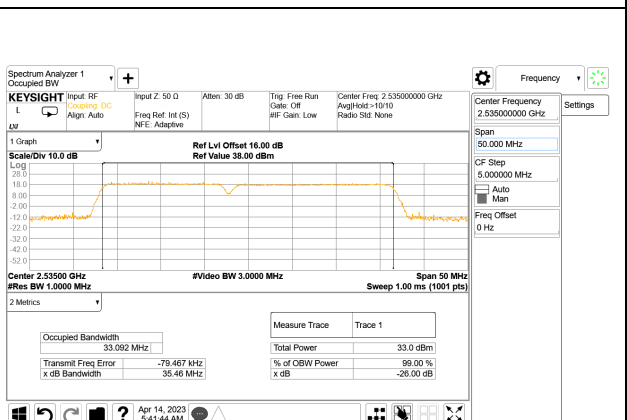 Spectrum Analyzer 1
Occupied BW
Frequency
KEYSIGHT Input: RF Input Z: 50 Ω Atten: 30 dB Trig: Free Run Center Freq: 2.535000000 GHz
Coupling: DC Gate: Off Avg|Hold:>10/10
Align: Auto Freq Ref: Int (S) #IF Gain: Low Radio Std: None
NFE: Adaptive
L
Center Frequency
2.535000000 GHz
Settings
Span
50.000 MHz
CF Step
5.000000 MHz
Auto
Man
Freq Offset
0 Hz
1 Graph
Ref Lvl Offset 16.00 dB
Scale/Div 10.0 dB Ref Value 38.00 dBm
Log
28.0
18.0
8.00
-2.00
-12.0
-22.0
-32.0
-42.0
-52.0
Center 2.53500 GHz #Video BW 3.0000 MHz Span 50 MHz
#Res BW 1.0000 MHz Sweep 1.00 ms (1001 pts)
2 Metrics
Measure Trace Trace 1
Occupied Bandwidth
33.092 MHz Total Power 33.0 dBm
Transmit Freq Error -79.467 kHz % of OBW Power 99.00 %
x dB Bandwidth 35.46 MHz x dB -26.00 dB
Apr 14, 2023
5:41:44 AM